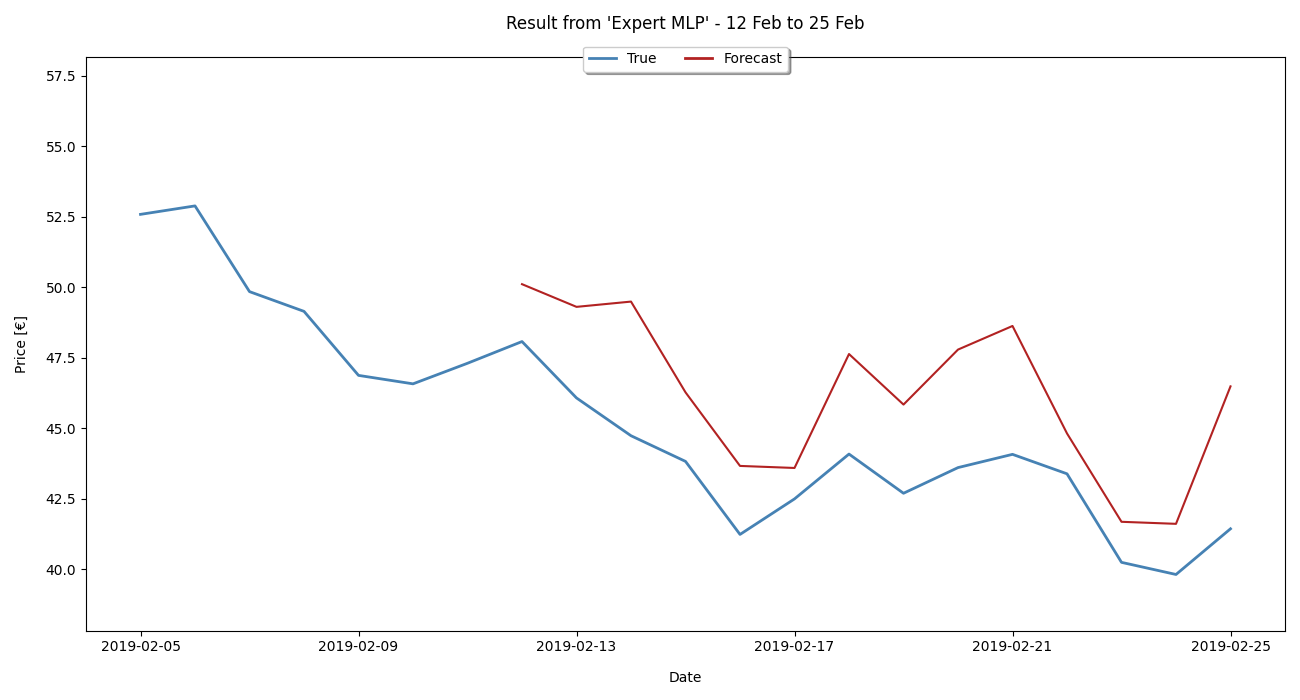 Result from 'Expert MLP' - 12 Feb to 25 Feb
True Forecast
57.5
55.0
52.5
50.0
47.5
45.0
42.5
40.0
Price [€]
2019-02-05 2019-02-09 2019-02-13 2019-02-17 2019-02-21 2019-02-25
Date